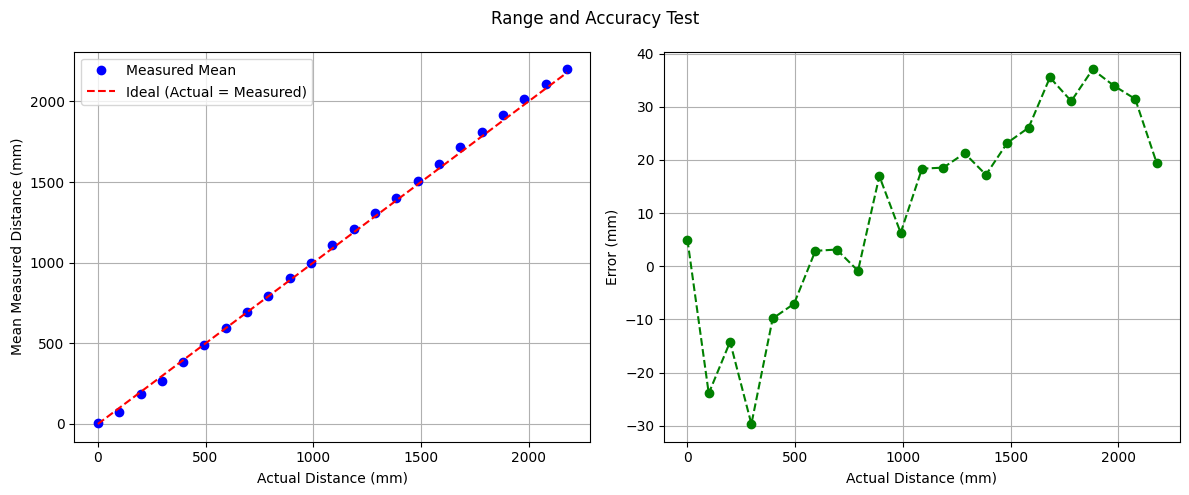 Range and Accuracy Test
Measured Mean
Ideal (Actual = Measured)
Mean Measured Distance (mm)
2000
1500
1000
500
0
0 500 1000 1500 2000
Actual Distance (mm)
Error (mm)
40
30
20
10
0
−10
−20
−30
0 500 1000 1500 2000
Actual Distance (mm)